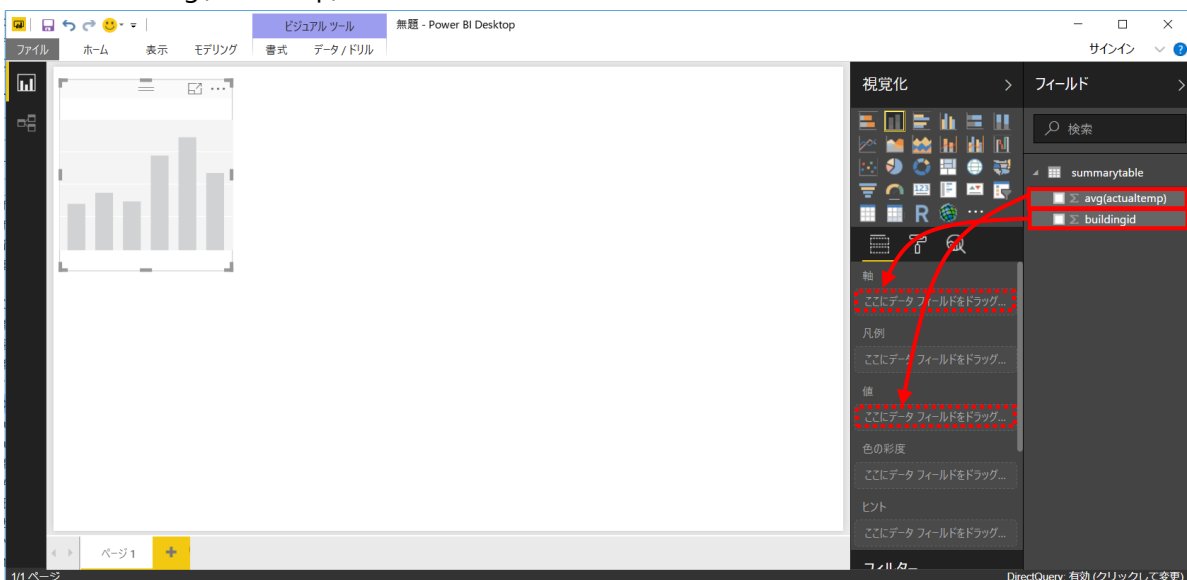 ビジュアル ツール
無題 - Power BI Desktop
ファイル
ホーム
表示
モデリング
書式
データ / ドリル
サインイン
?
視覚化
フィールド
検索
summarytable
Σ avg(actualtemp)
Σ buildingid
123
R
軸
ここにデータ フィールドをドラッグ...
凡例
ここにデータ フィールドをドラッグ...
値
ここにデータ フィールドをドラッグ...
色の彩度
ここにデータ フィールドをドラッグ...
ヒント
ここにデータ フィールドをドラッグ...
フィルター
ページ 1
+
1/1 ページ
DirectQuery: 有効 (クリックして変更)